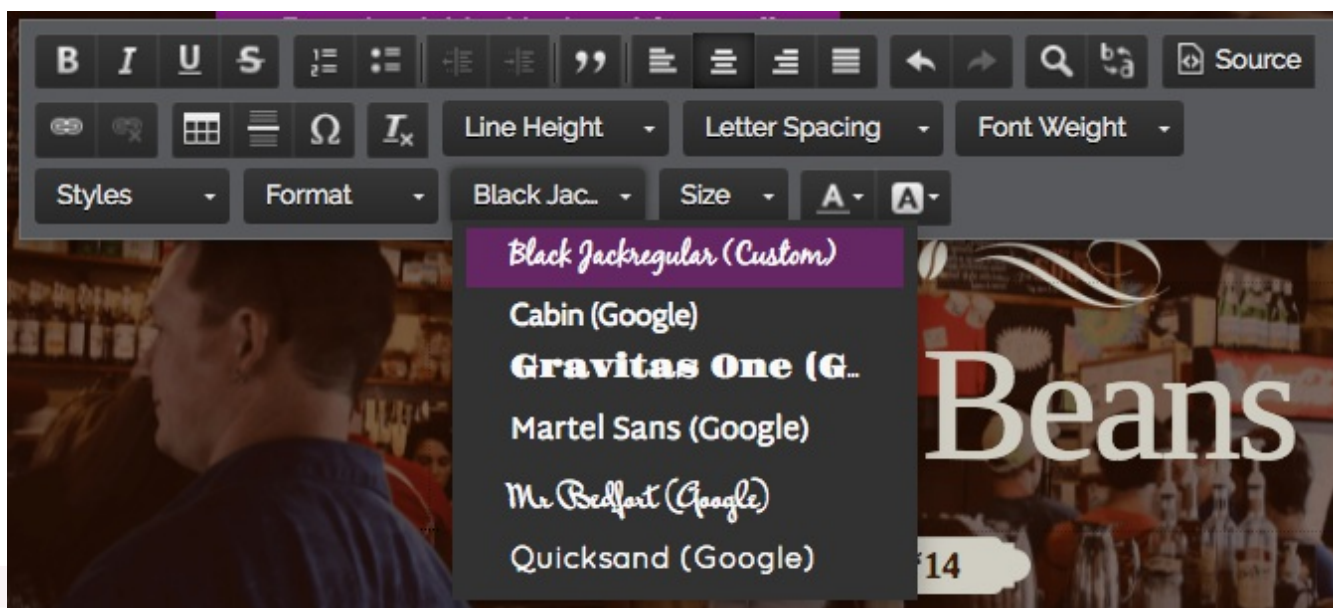 B I U S Source
Line Height Letter Spacing Font Weight
Styles Format Black Jac... Size A A
Black Jackregular (Custom)
Cabin (Google)
Gravitas One (G...
Martel Sans (Google)
Mr Bedfort (Google)
Quicksand (Google)
Beans
14